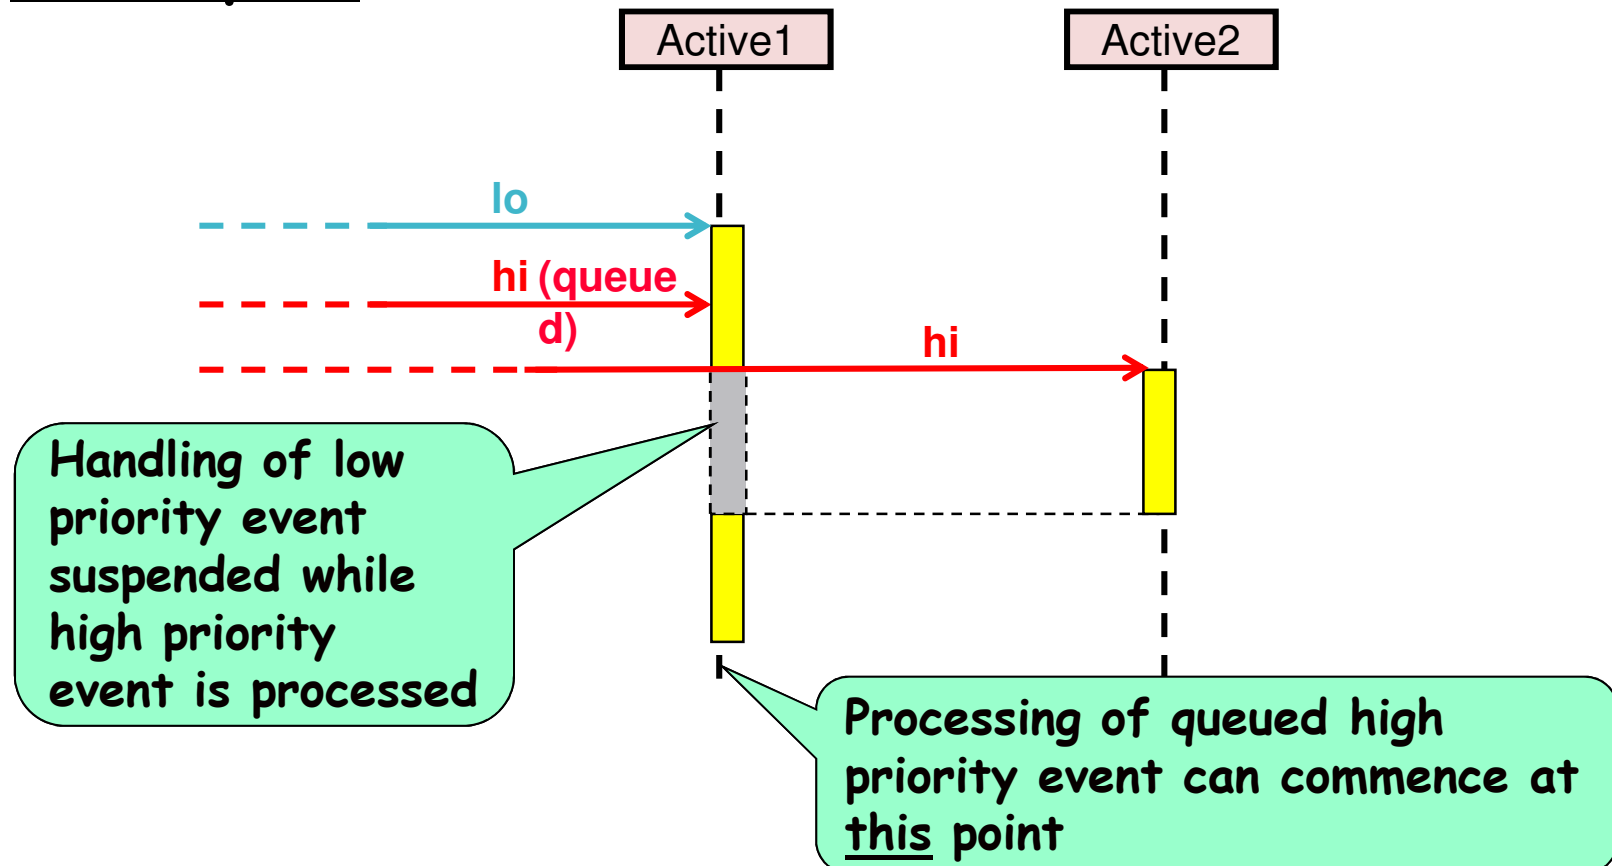 Active1 Active2
lo
hi (queue
d)
hi
Handling of low
priority event
suspended while
high priority
event is processed
Processing of queued high
priority event can commence at
this point